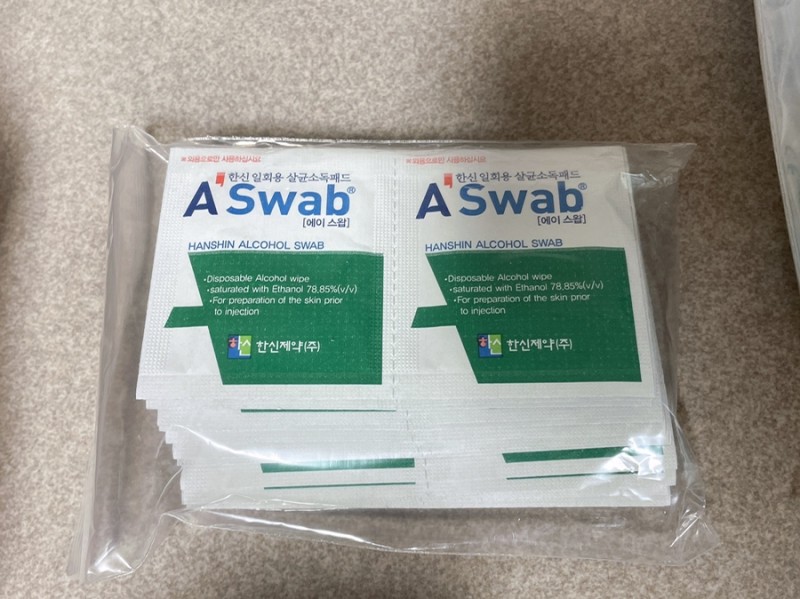 ※외용으로만 사용하십시오
한신 일회용 살균소독패드
A'Swab®
[에이 스왑]
HANSHIN ALCOHOL SWAB
•Disposable Alcohol wipe
•saturated with Ethanol 78.85%(v/v)
•For preparation of the skin prior
to injection
한신제약(주)
※외용으로만 사용하십시오
한신 일회용 살균소독패드
A'Swab®
[에이 스왑]
HANSHIN ALCOHOL SWAB
•Disposable Alcohol wipe
•saturated with Ethanol 78.85%(v/v)
•For preparation of the skin prior
to injection
한신제약(주)